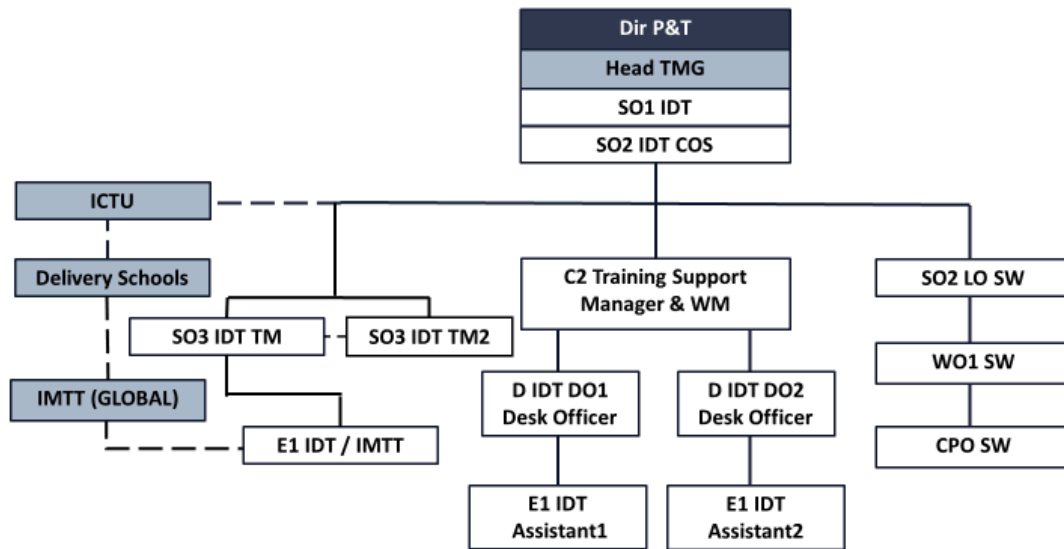 Dir P&T
Head TMG
SO1 IDT
SO2 IDT COS
ICTU
Delivery Schools
IMTT (GLOBAL)
SO3 IDT TM
SO3 IDT TM2
E1 IDT / IMTT
C2 Training Support
Manager & WM
D IDT DO1
Desk Officer
D IDT DO2
Desk Officer
E1 IDT
Assistant1
E1 IDT
Assistant2
SO2 LO SW
WO1 SW
CPO SW